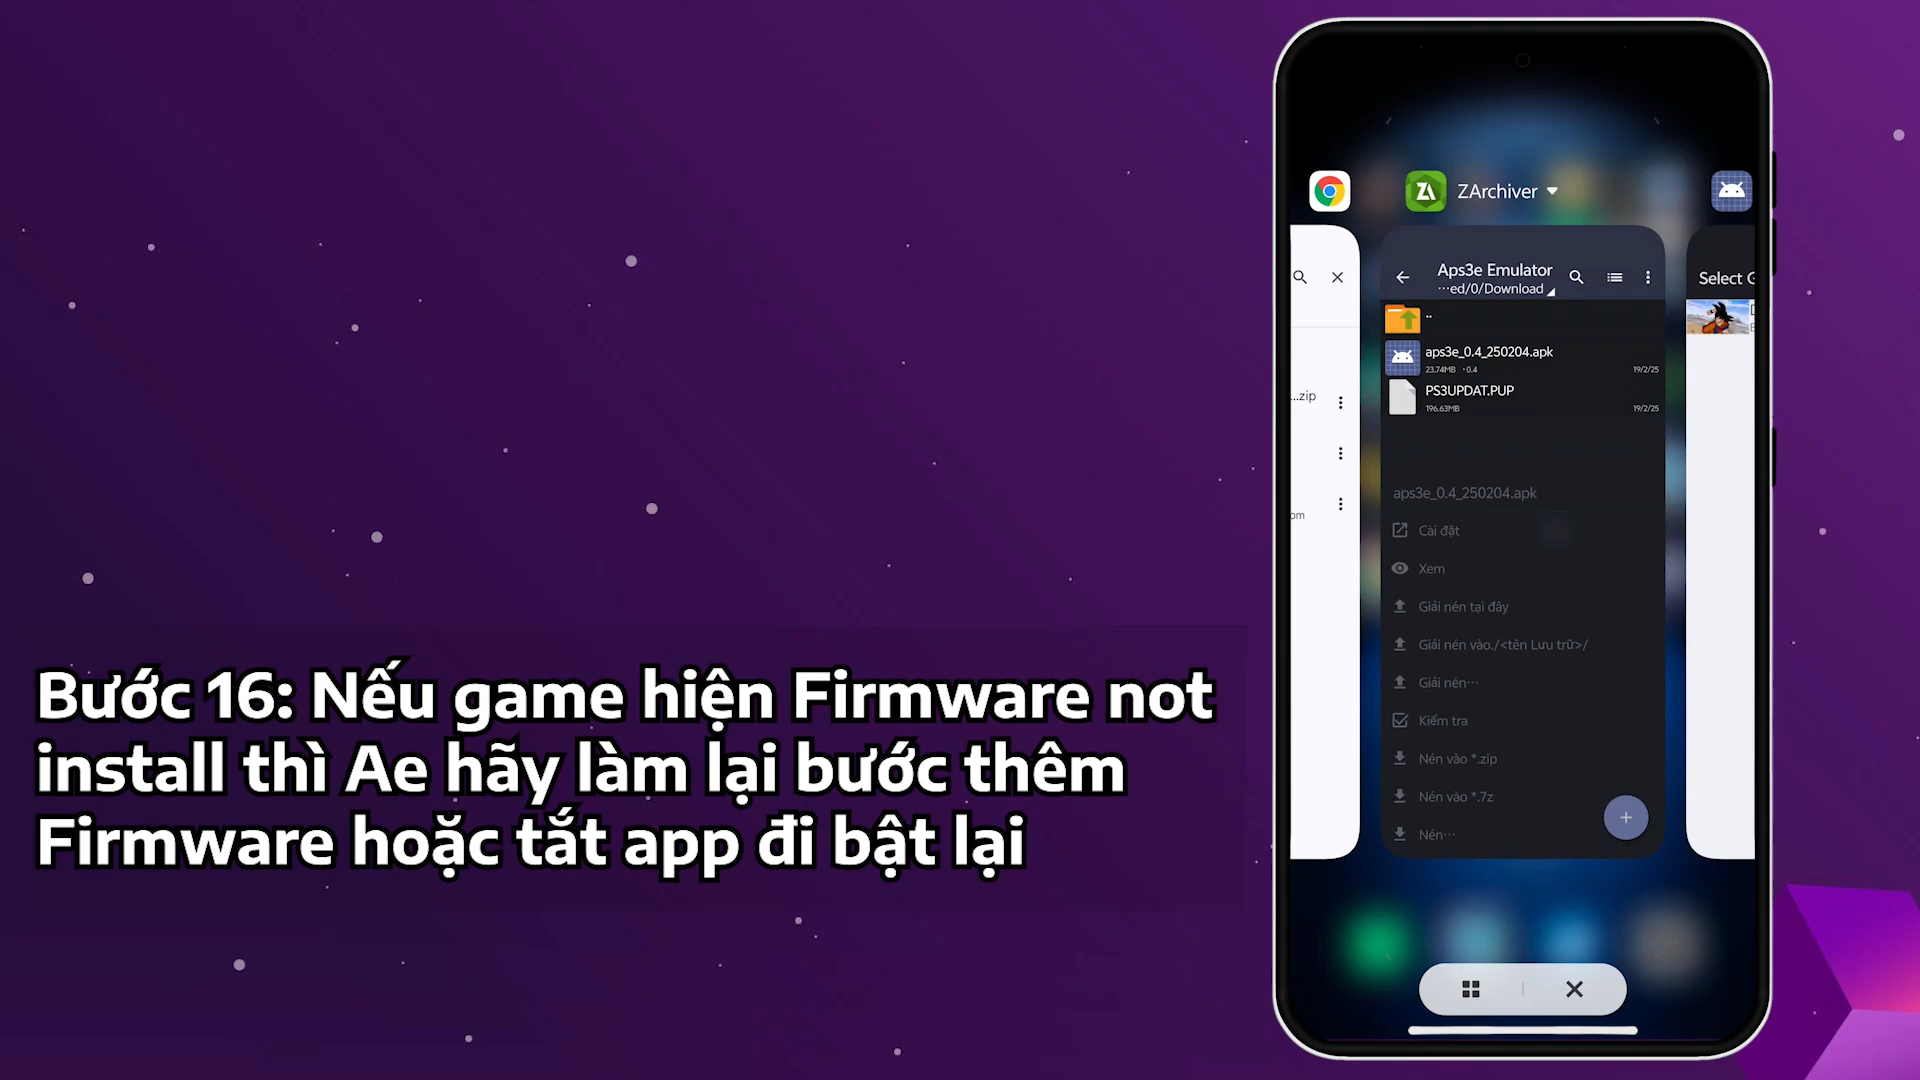 Bước 16: Nếu game hiện Firmware not
install thì Ae hãy làm lại bước thêm
Firmware hoặc tắt app đi bật lại
ZArchiver
Aps3e Emulator
···ed/0/Download
..
aps3e_0.4_250204.apk
23.74MB · 0.4
19/2/25
PS3UPDAT.PUP
196.63MB
19/2/25
aps3e_0.4_250204.apk
Cài đặt
Xem
Giải nén tại đây
Giải nén vào./<tên Lưu trữ>/
Giải nén···
Kiểm tra
Nén vào *.zip
Nén vào *.7z
Nén···
...zip
om
Select